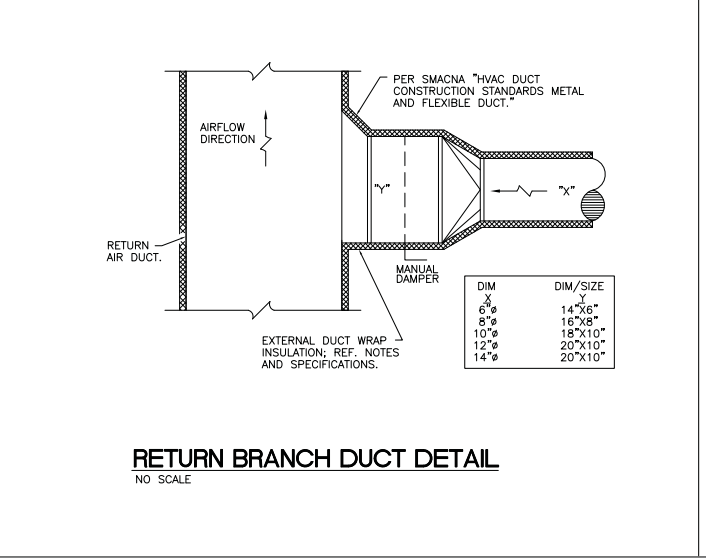 PER SMACNA "HVAC DUCT
CONSTRUCTION STANDARDS METAL
AND FLEXIBLE DUCT."
AIRFLOW
DIRECTION
"Y"
"X"
RETURN
AIR DUCT.
MANUAL
DAMPER
EXTERNAL DUCT WRAP
INSULATION; REF. NOTES
AND SPECIFICATIONS.
DIM DIM/SIZE
X Y
6"ø 14"X6"
8"ø 16"X8"
10"ø 18"X10"
12"ø 20"X10"
14"ø 20"X10"
RETURN BRANCH DUCT DETAIL
NO SCALE